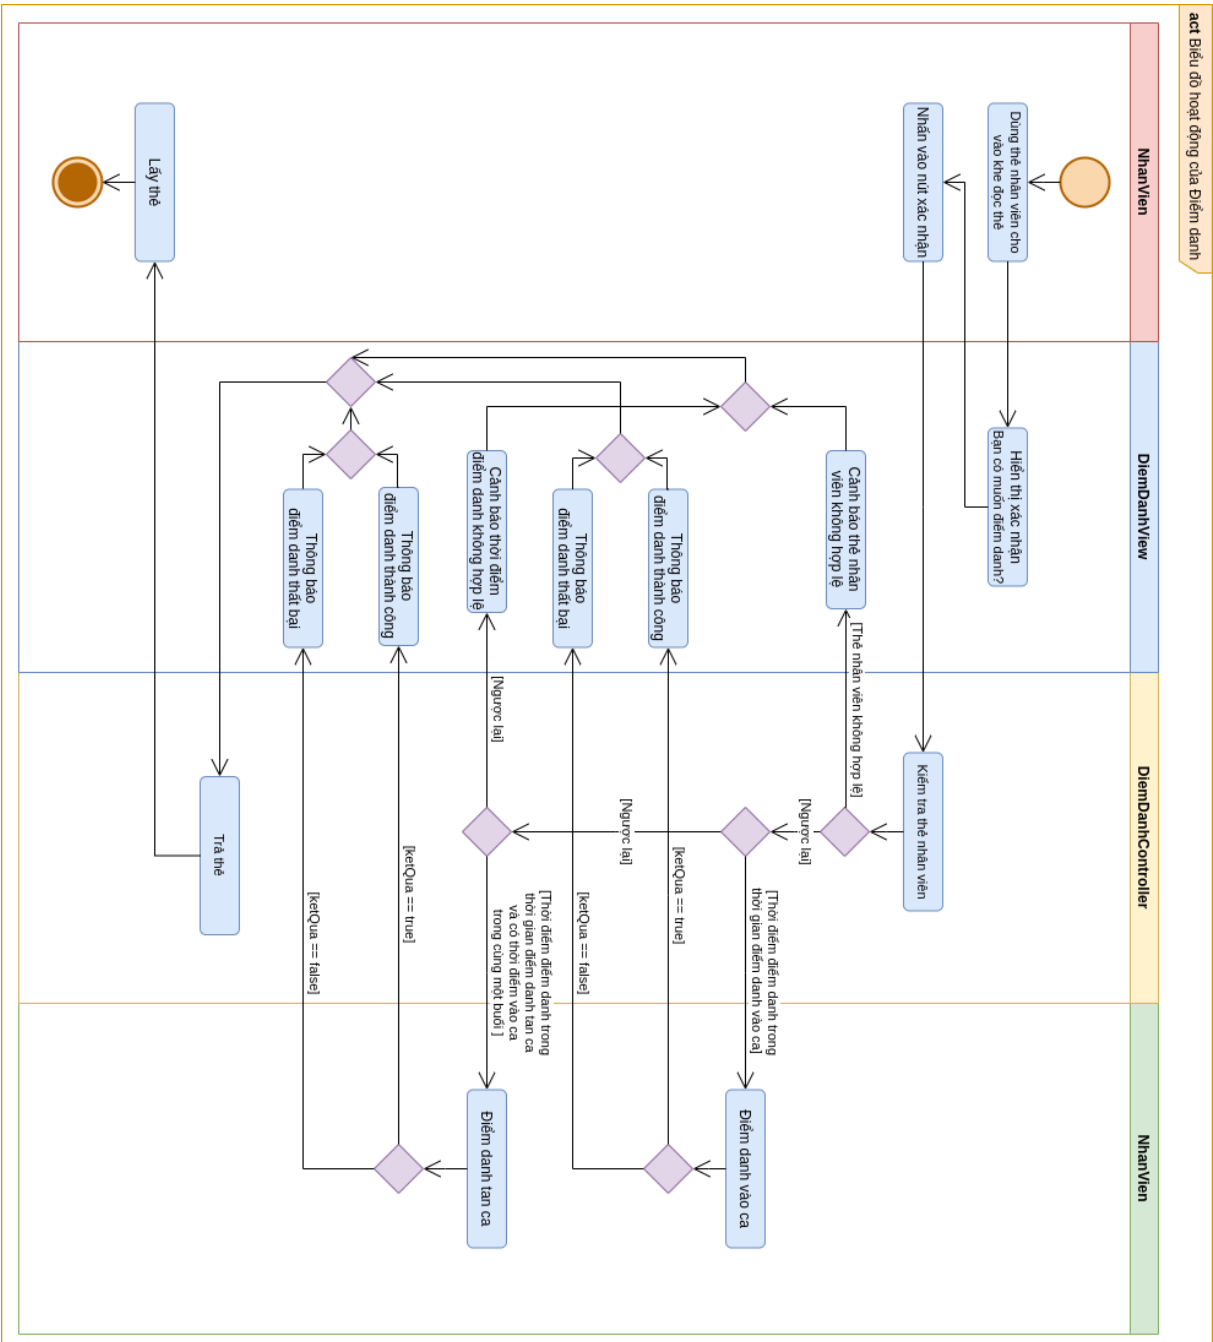 act Biểu đồ hoạt động của Điểm danh
NhanVien
DiemDanhView
DiemDanhController
NhanVien
Dùng thẻ nhân viên cho
vào khe đọc thẻ
Hiển thị xác nhận
Bạn có muốn điểm danh?
Nhấn vào nút xác nhận
Kiểm tra thẻ nhân viên
[Thẻ nhân viên không hợp lệ]
Cảnh báo thẻ nhân
viên không hợp lệ
[Ngược lại]
[Thời điểm điểm danh trong
thời gian điểm danh vào ca]
Điểm danh vào ca
[ketQua == true]
Thông báo
điểm danh thành công
[ketQua == false]
Thông báo
điểm danh thất bại
[Ngược lại]
[Thời điểm điểm danh trong
thời gian điểm danh tan ca
và có thời điểm vào ca
trong cùng một buổi ]
Điểm danh tan ca
[Ngược lại]
Cảnh báo thời điểm
điểm danh không hợp lệ
[ketQua == true]
Thông báo
điểm danh thành công
[ketQua == false]
Thông báo
điểm danh thất bại
Trả thẻ
Lấy thẻ